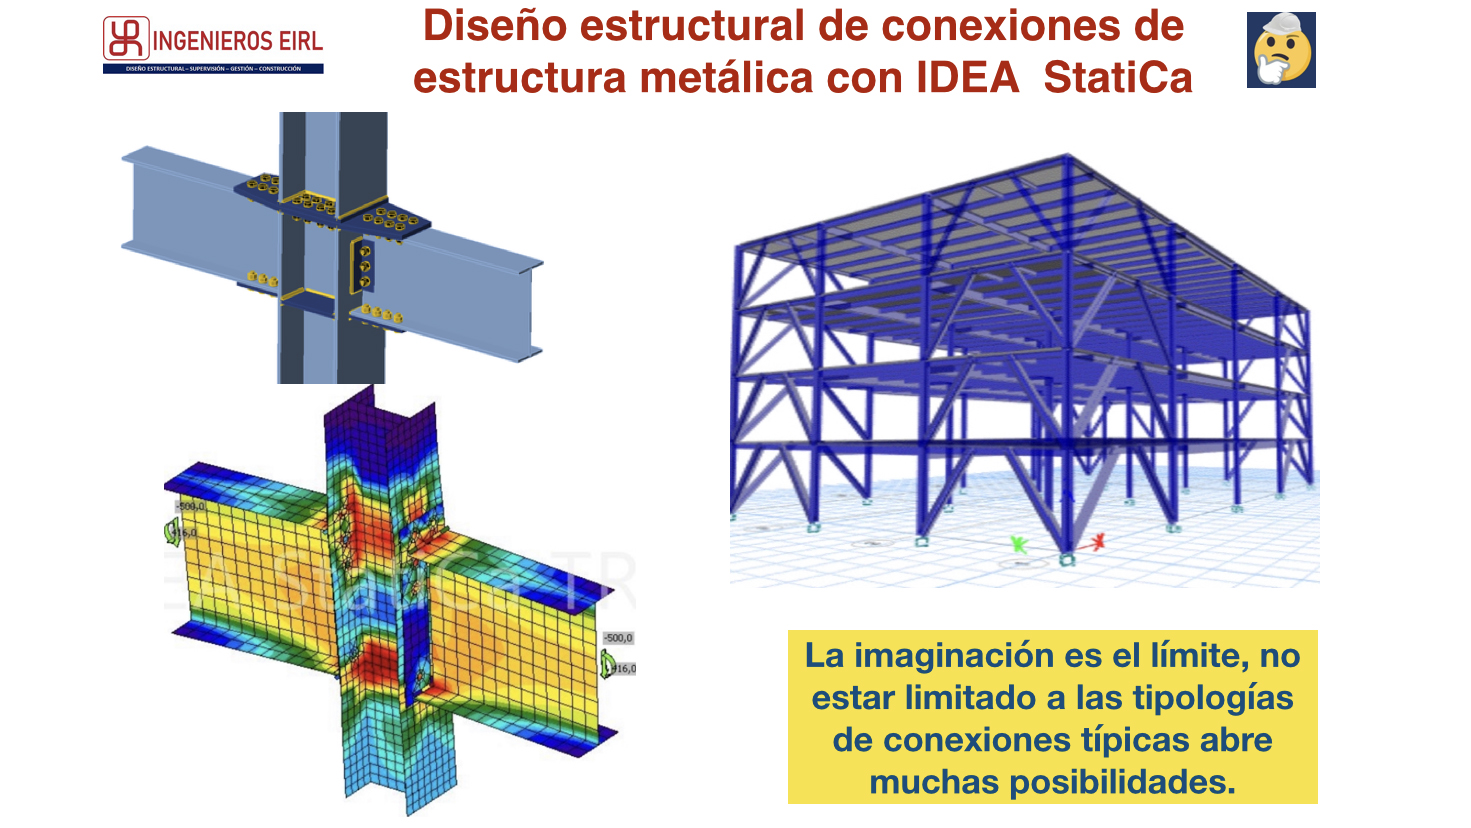 INGENIEROS EIRL
DISEÑO ESTRUCTURAL – SUPERVISIÓN – GESTIÓN – CONSTRUCCIÓN
Diseño estructural de conexiones de
estructura metálica con IDEA StatiCa
-500,0
416,0
-500,0
416,0
La imaginación es el límite, no
estar limitado a las tipologías
de conexiones típicas abre
muchas posibilidades.